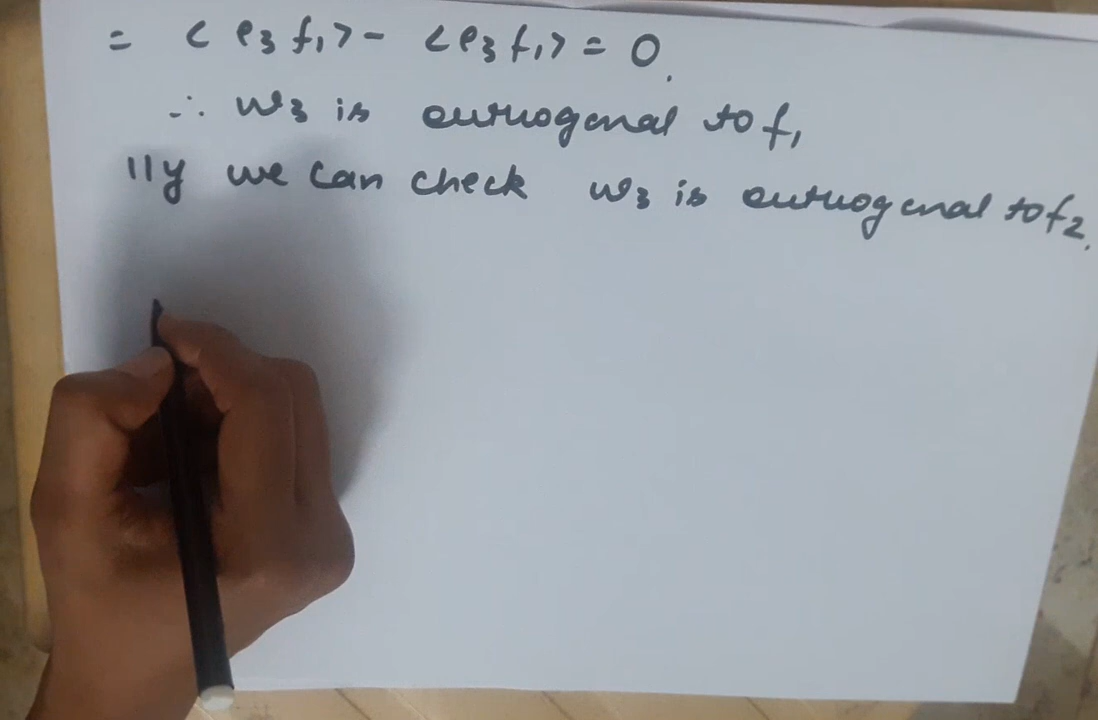 = < e₃ f₁ > - < e₃ f₁ > = 0.
∴ w₃ is orthogonal to f₁
|||y we can check w₃ is orthogonal to f₂.